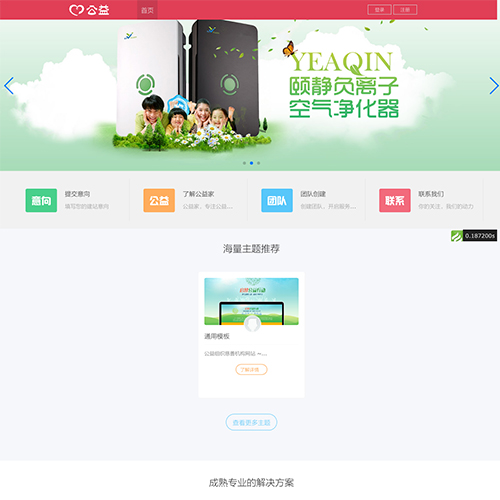 公益
首页
登录
注册
YEAQIN
颐静负离子
空气净化器
意向
提交意向
填写您的建站意向
公益
了解公益家
公益家，专注公益....
团队
团队创建
创建团队，开启服务....
联系
联系我们
你的关注，我们的动力
0.187200s
海量主题推荐
通用模板
公益组织慈善机构网站 ~....
了解详情
查看更多主题
成熟专业的解决方案